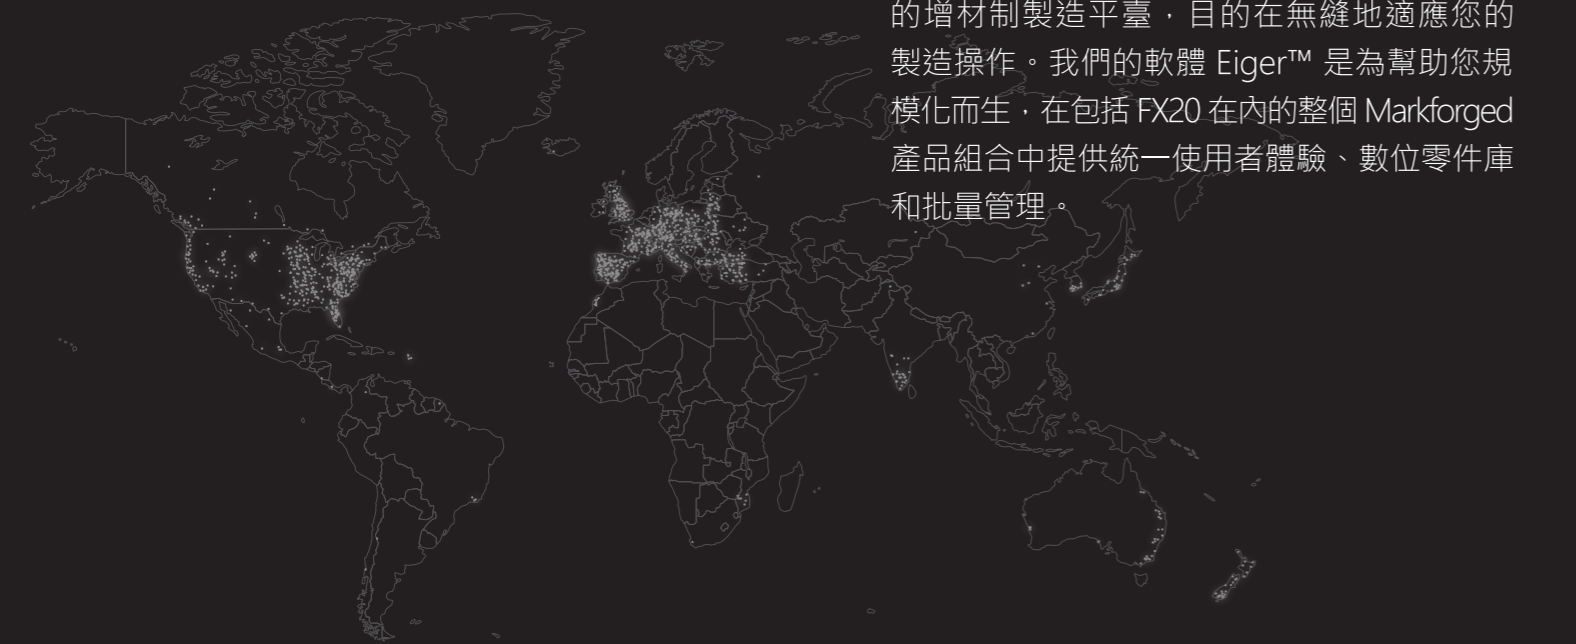 的增材制製造平臺，目的在無縫地適應您的
製造操作。我們的軟體 Eiger™ 是為幫助您規
模化而生，在包括 FX20 在內的整個 Markforged
產品組合中提供統一使用者體驗、數位零件庫
和批量管理。